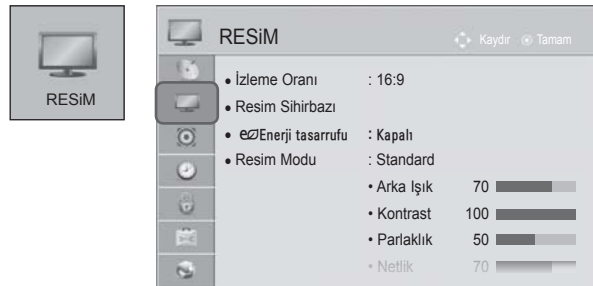 RESiM
RESiM
Kaydır Tamam
• İzleme Oranı : 16:9
• Resim Sihirbazı
• eco Enerji tasarrufu : Kapalı
• Resim Modu : Standard
• Arka Işık 70
• Kontrast 100
• Parlaklık 50
• Netlik 70